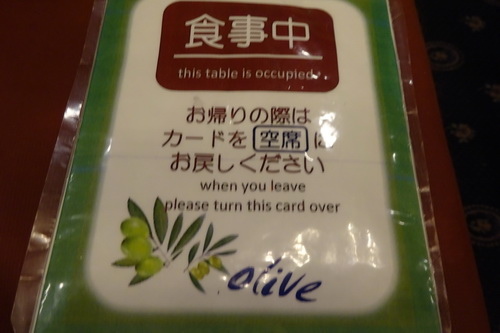 食事中
this table is occupied
お帰りの際は
カードを 空席 に
お戻しください
when you leave
please turn this card over
olive